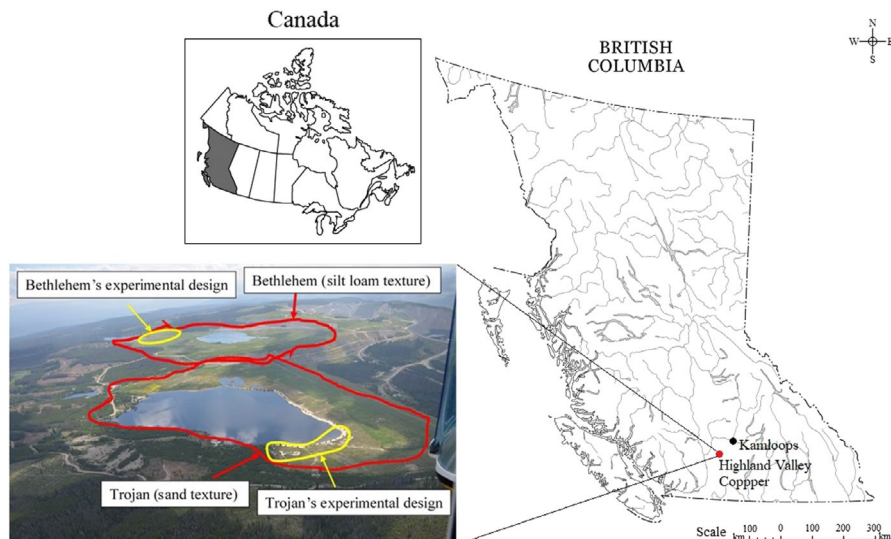 Canada
BRITISH
COLUMBIA
N
W
E
S
Bethlehem's experimental design
Bethlehem (silt loam texture)
Trojan (sand texture)
Trojan's experimental design
Kamloops
Highland Valley
Coppper
Scale
km 100 0 100 200 300 km